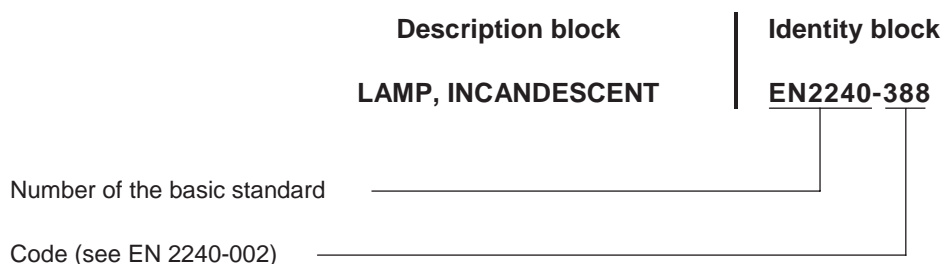 Description block Identity block
LAMP, INCANDESCENT EN2240-388
Number of the basic standard
Code (see EN 2240-002)